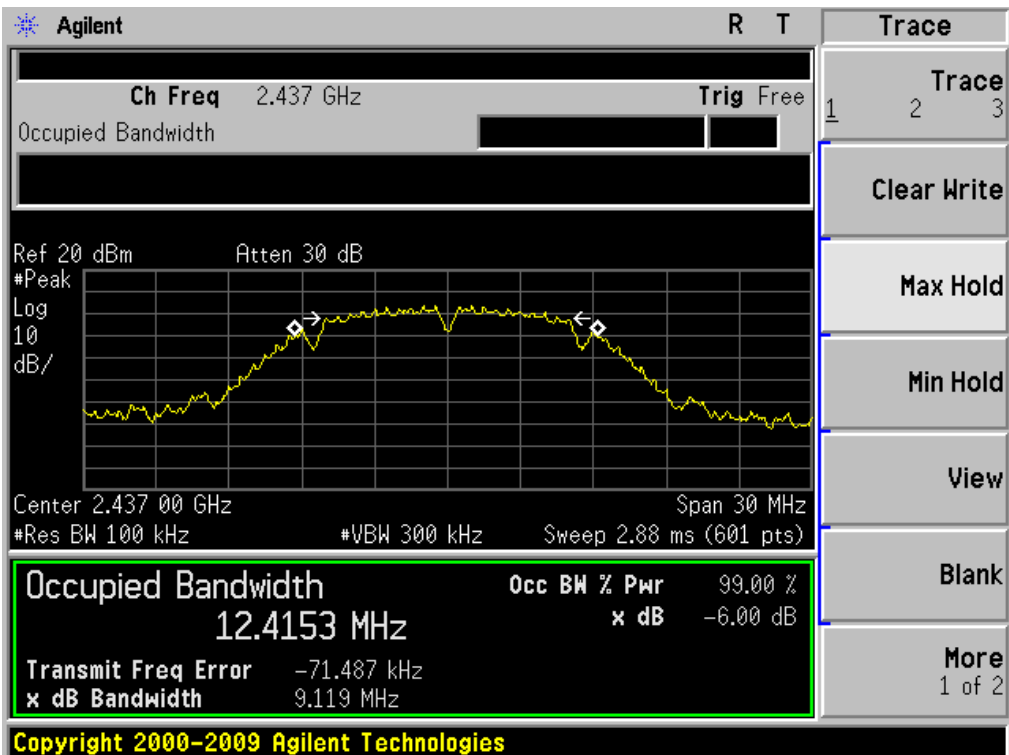 Agilent R T Trace
Ch Freq 2.437 GHz Trig Free
Occupied Bandwidth
Ref 20 dBm Atten 30 dB
#Peak
Log
10
dB/
Center 2.437 00 GHz Span 30 MHz
#Res BW 100 kHz #VBW 300 kHz Sweep 2.88 ms (601 pts)
Occupied Bandwidth Occ BW % Pwr 99.00 %
12.4153 MHz x dB -6.00 dB
Transmit Freq Error -71.487 kHz
x dB Bandwidth 9.119 MHz
Trace
1 2 3
Clear Write
Max Hold
Min Hold
View
Blank
More
1 of 2
Copyright 2000-2009 Agilent Technologies